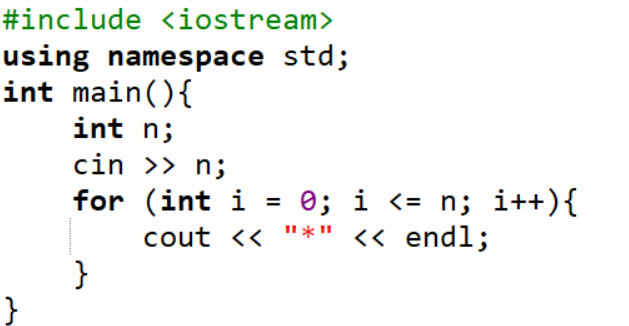 #include <iostream>
using namespace std;
int main(){
    int n;
    cin >> n;
    for (int i = 0; i <= n; i++){
        cout << "*" << endl;
    }
}